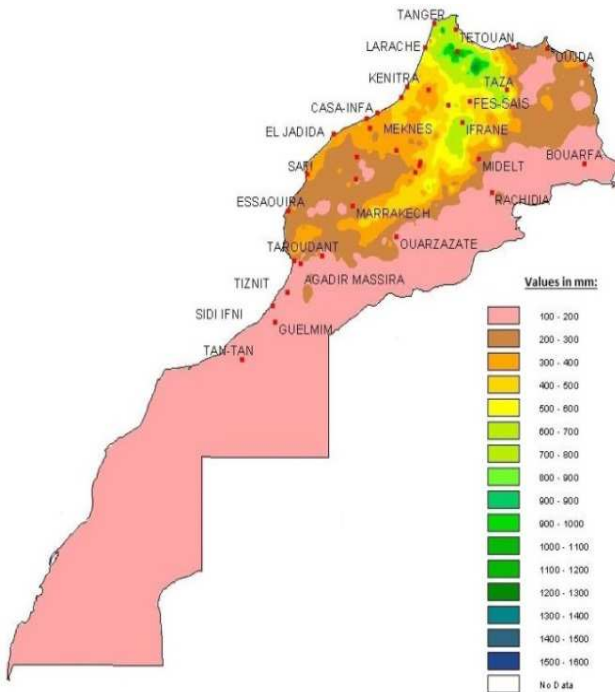 TANGER
TETOUAN
LARACHE
OUJDA
KENITRA
TAZA
CASA-INFA
FES-SAIS
MEKNES
IFRANE
EL JADIDA
BOUARFA
SAFI
MIDELT
RACHIDIA
ESSAOUIRA
MARRAKECH
OUARZAZATE
TAROUDANT
AGADIR MASSIRA
TIZNIT
SIDI IFNI
GUELMIM
TAN-TAN
Values in mm:
100 - 200
200 - 300
300 - 400
400 - 500
500 - 600
600 - 700
700 - 800
800 - 900
900 - 900
900 - 1000
1000 - 1100
1100 - 1200
1200 - 1300
1300 - 1400
1400 - 1500
1500 - 1600
No Data